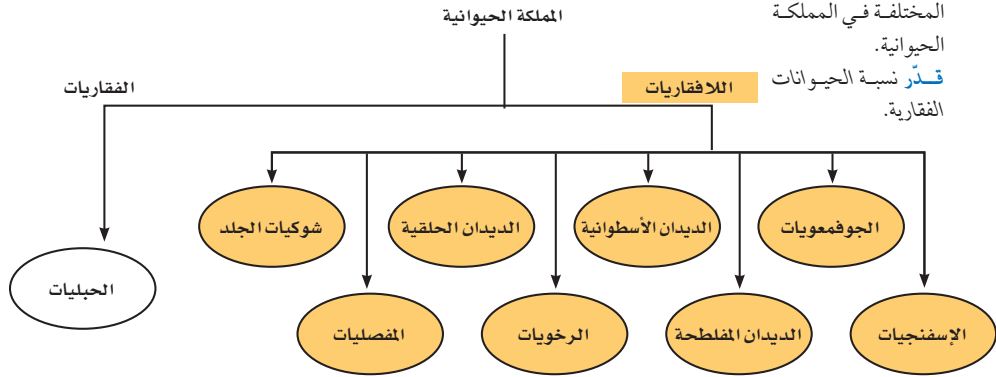 المختلفة في المملكة
الحيوانية.
قدّر نسبة الحيوانات
الفقارية.
المملكة الحيوانية
اللافقاريات
الفقاريات
الجوفمعويات
الديدان الأسطوانية
الديدان الحلقية
شوكيات الجلد
الحبليات
الإسفنجيات
الديدان المفلطحة
الرخويات
المفصليات